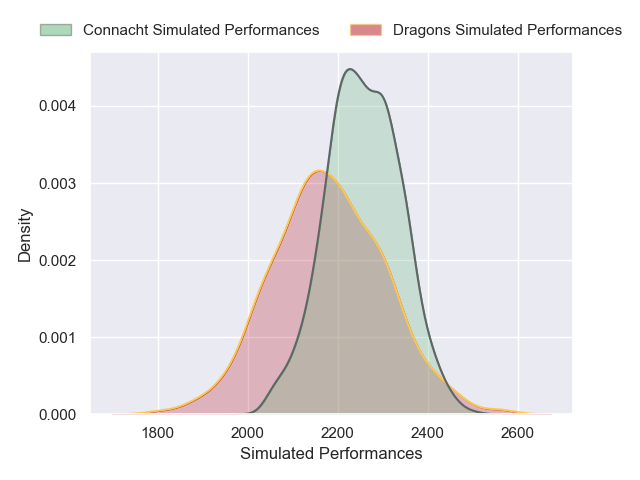 Connacht Simulated Performances
Dragons Simulated Performances
Density
0.004
0.003
0.002
0.001
0.000
1800
2000
2200
2400
2600
Simulated Performances